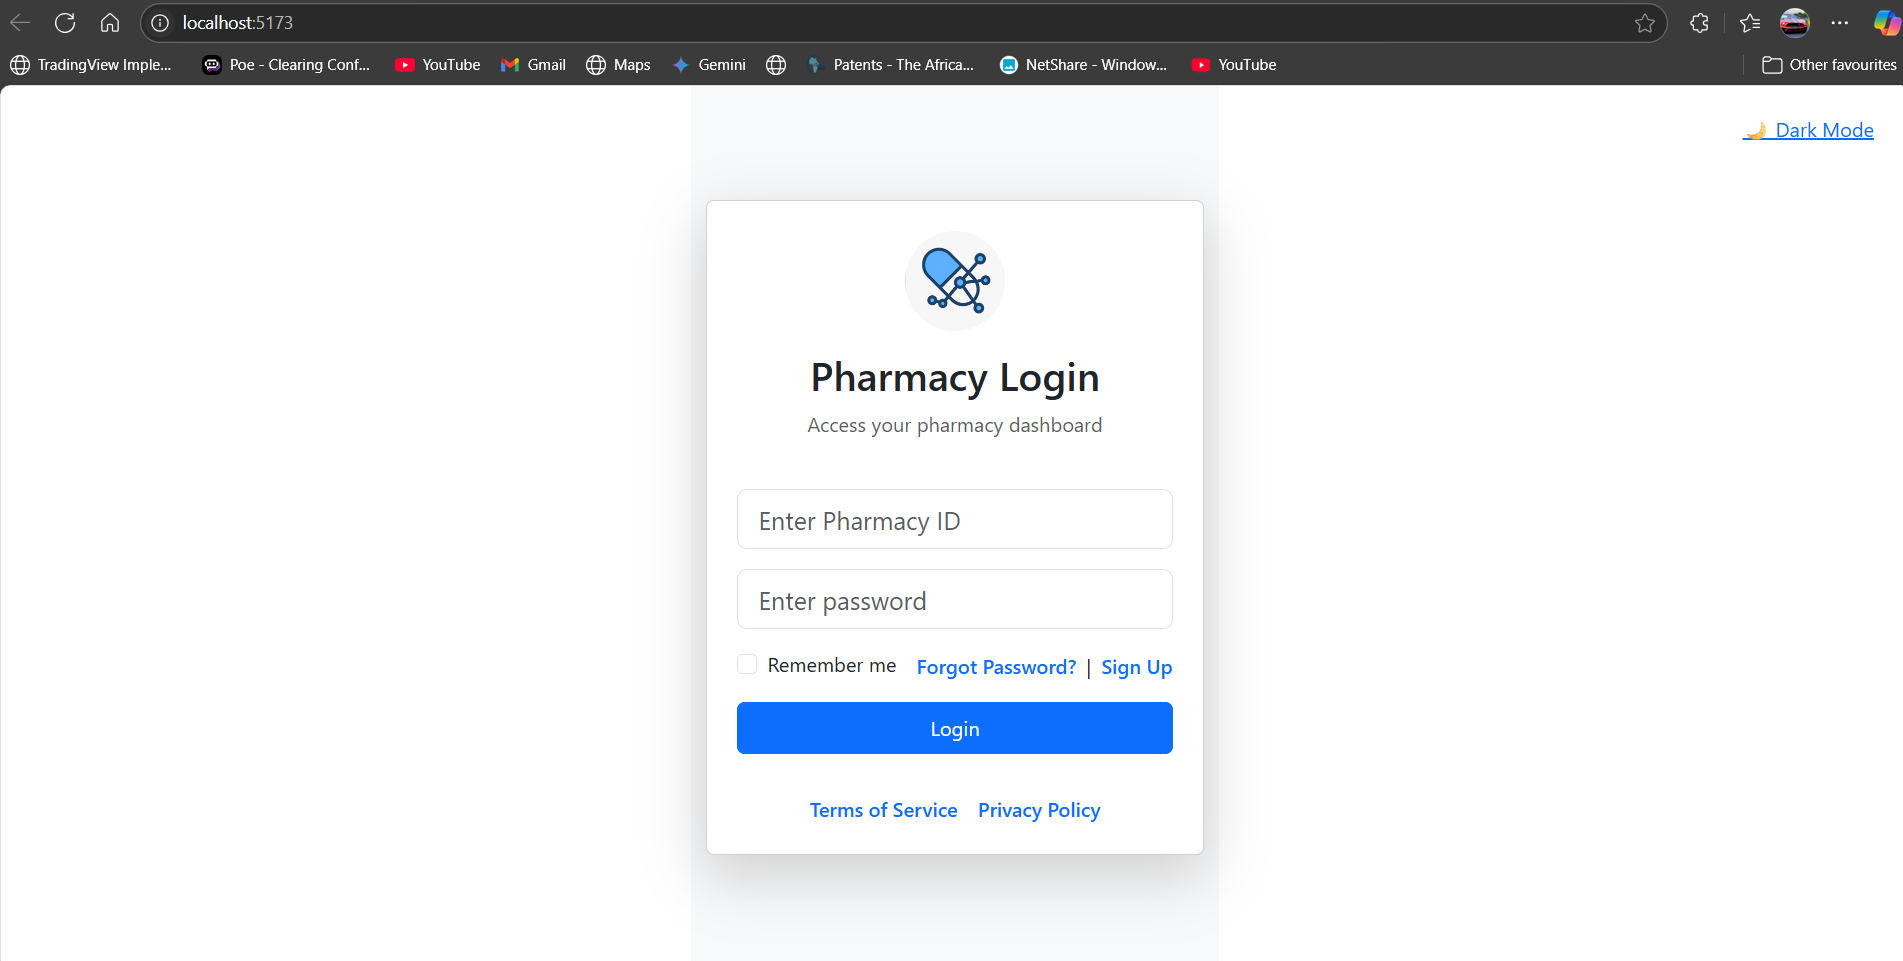 localhost:5173
TradingView Imple... Poe - Clearing Conf... YouTube Gmail Maps Gemini Patents - The Africa... NetShare - Window... YouTube Other favourites
🌙 Dark Mode
Pharmacy Login
Access your pharmacy dashboard
Enter Pharmacy ID
Enter password
Remember me Forgot Password? | Sign Up
Login
Terms of Service Privacy Policy